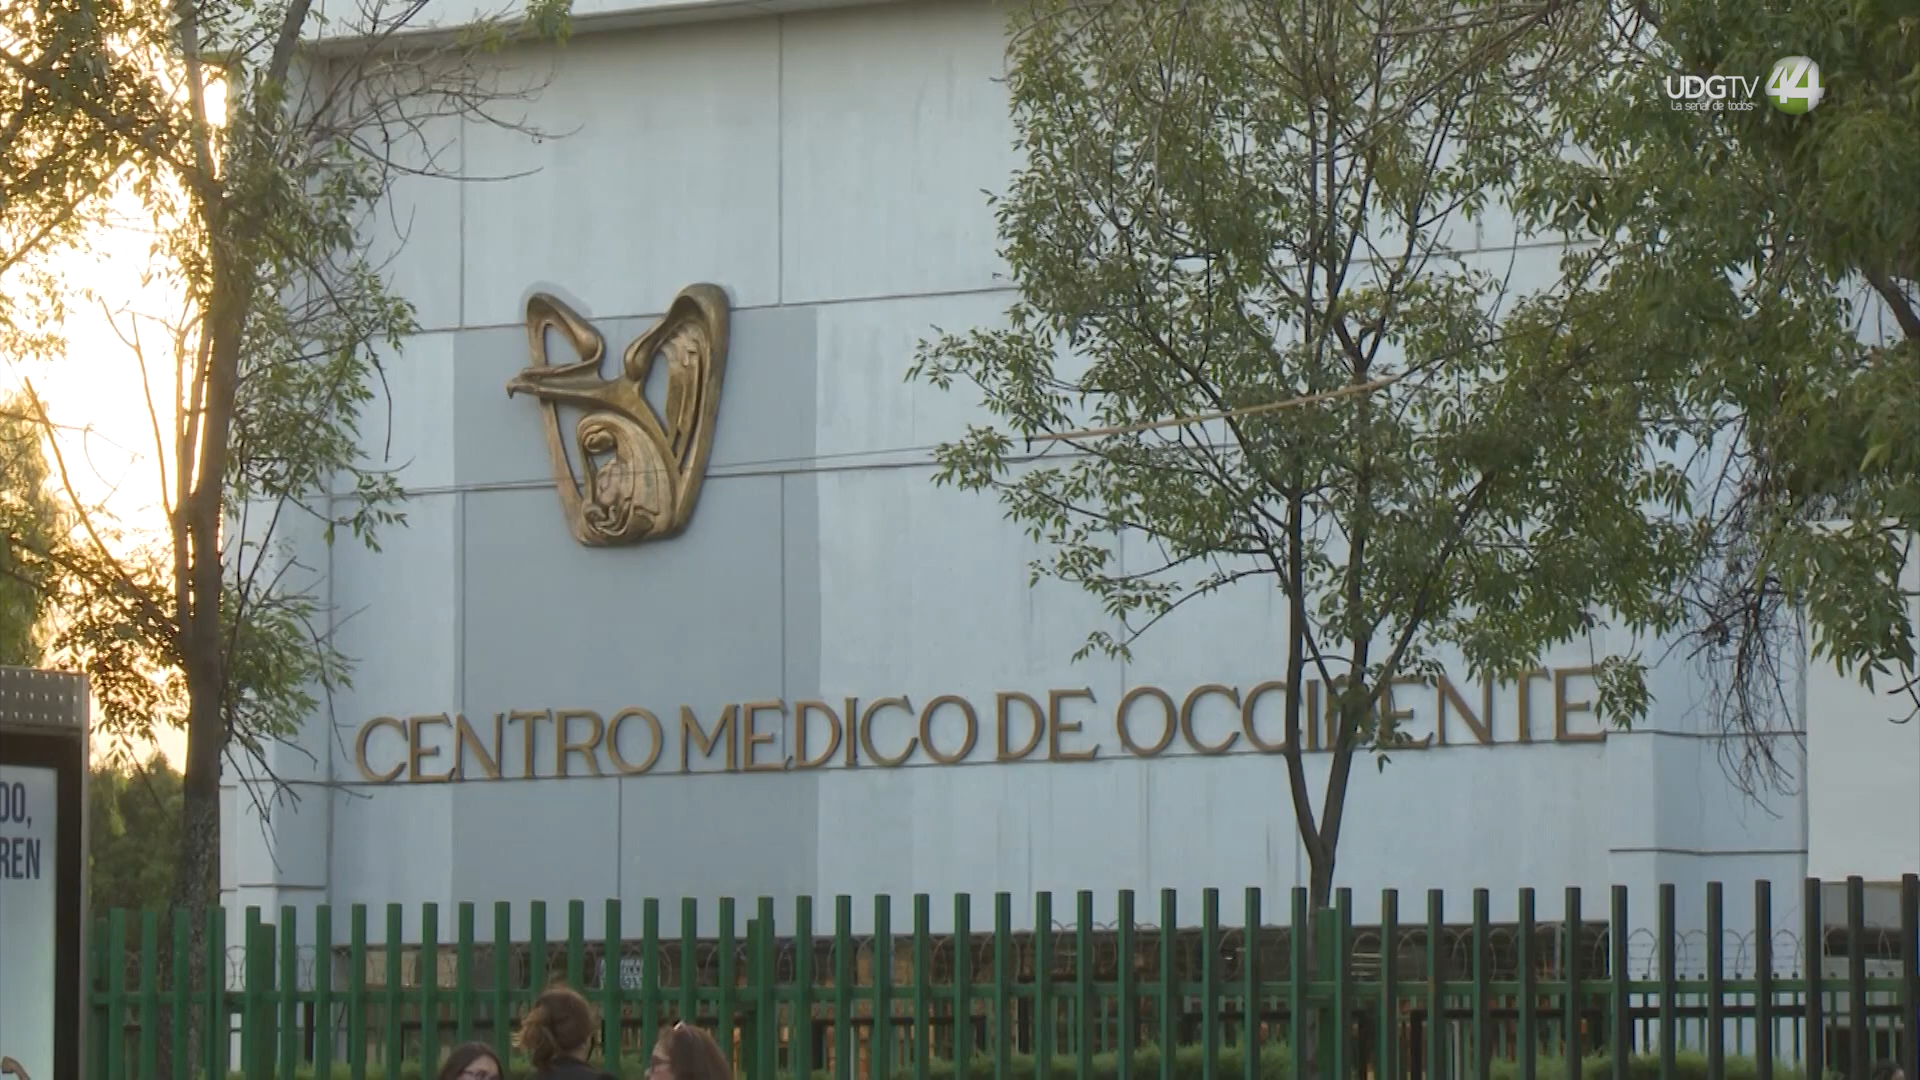 UDGTV 44
La señal de todos
CENTRO MEDICO DE OCCIDENTE
DO,
REN